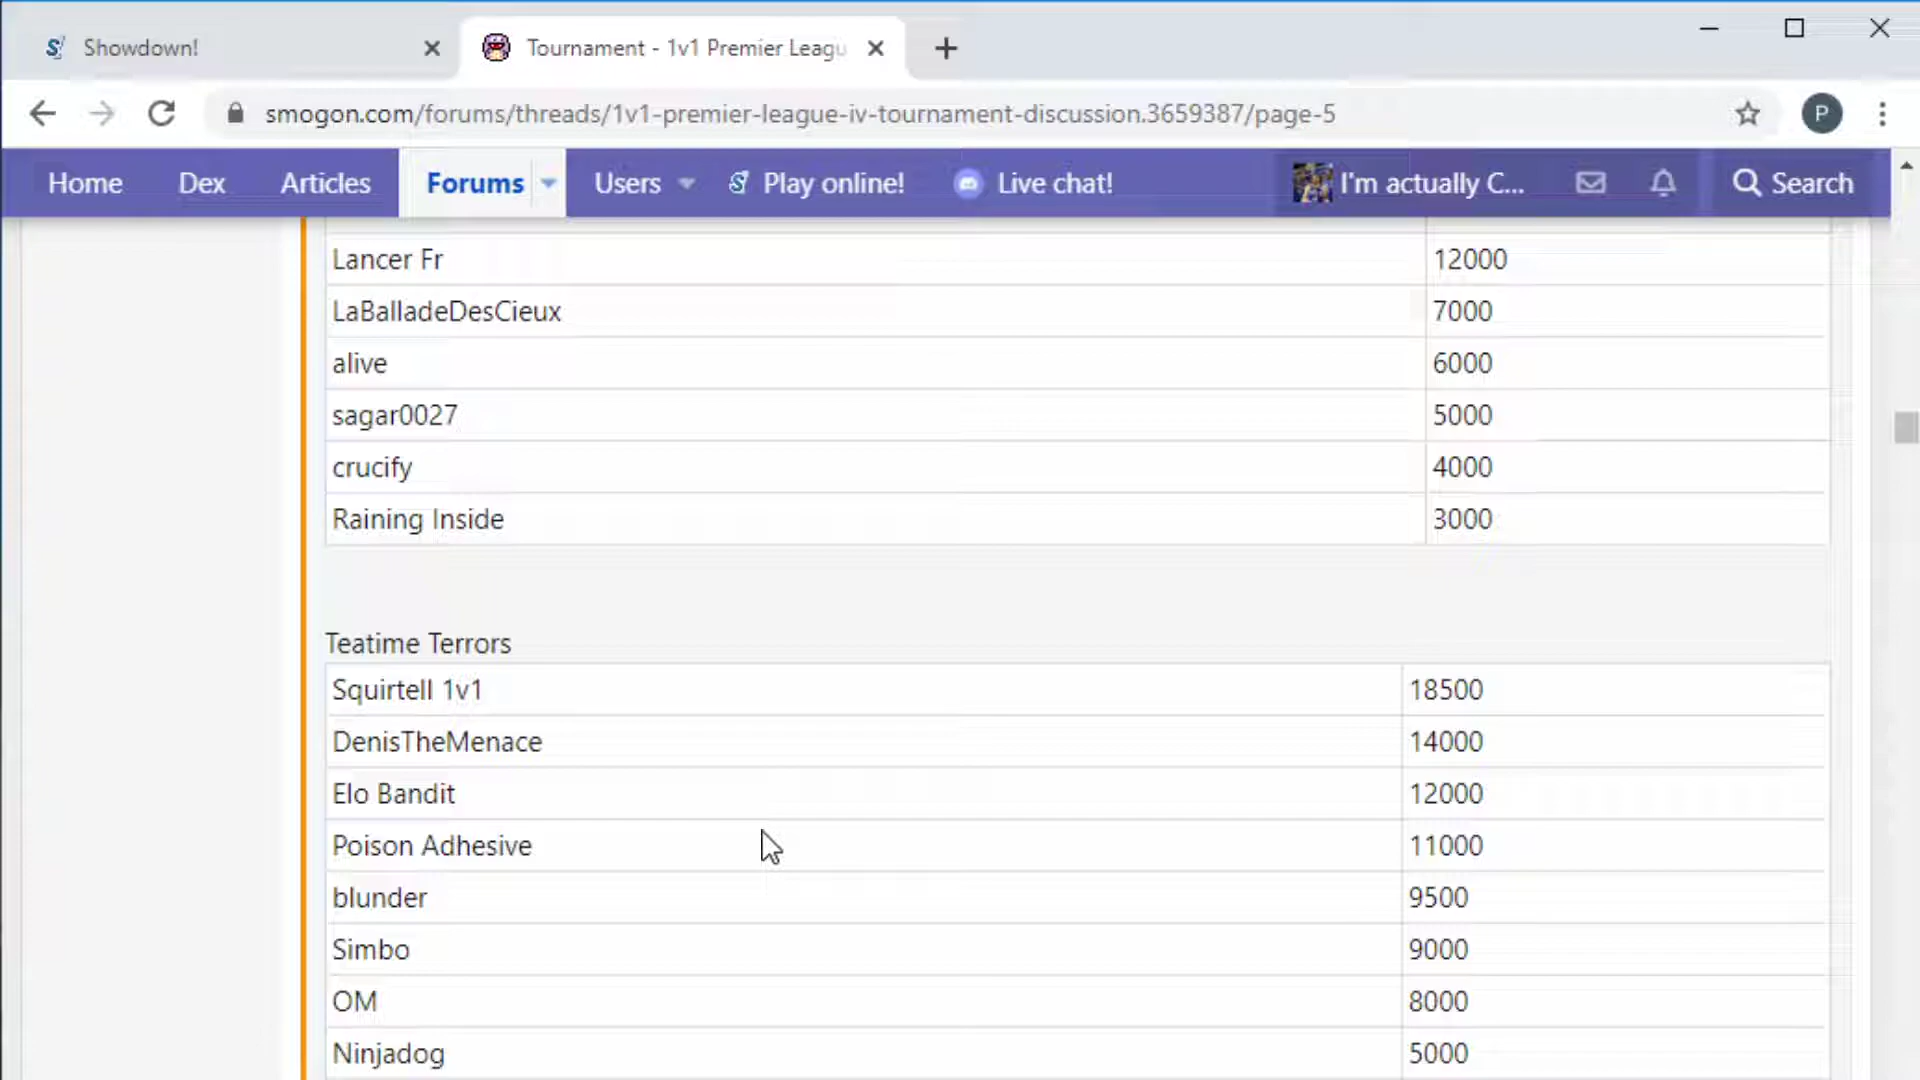 Showdown!
Tournament - 1v1 Premier Leagu
smogon.com/forums/threads/1v1-premier-league-iv-tournament-discussion.3659387/page-5
P
Home Dex Articles Forums Users Play online! Live chat! I'm actually C... Search
Lancer Fr 12000
LaBalladeDesCieux 7000
alive 6000
sagar0027 5000
crucify 4000
Raining Inside 3000
Teatime Terrors
Squirtell 1v1 18500
DenisTheMenace 14000
Elo Bandit 12000
Poison Adhesive 11000
blunder 9500
Simbo 9000
OM 8000
Ninjadog 5000